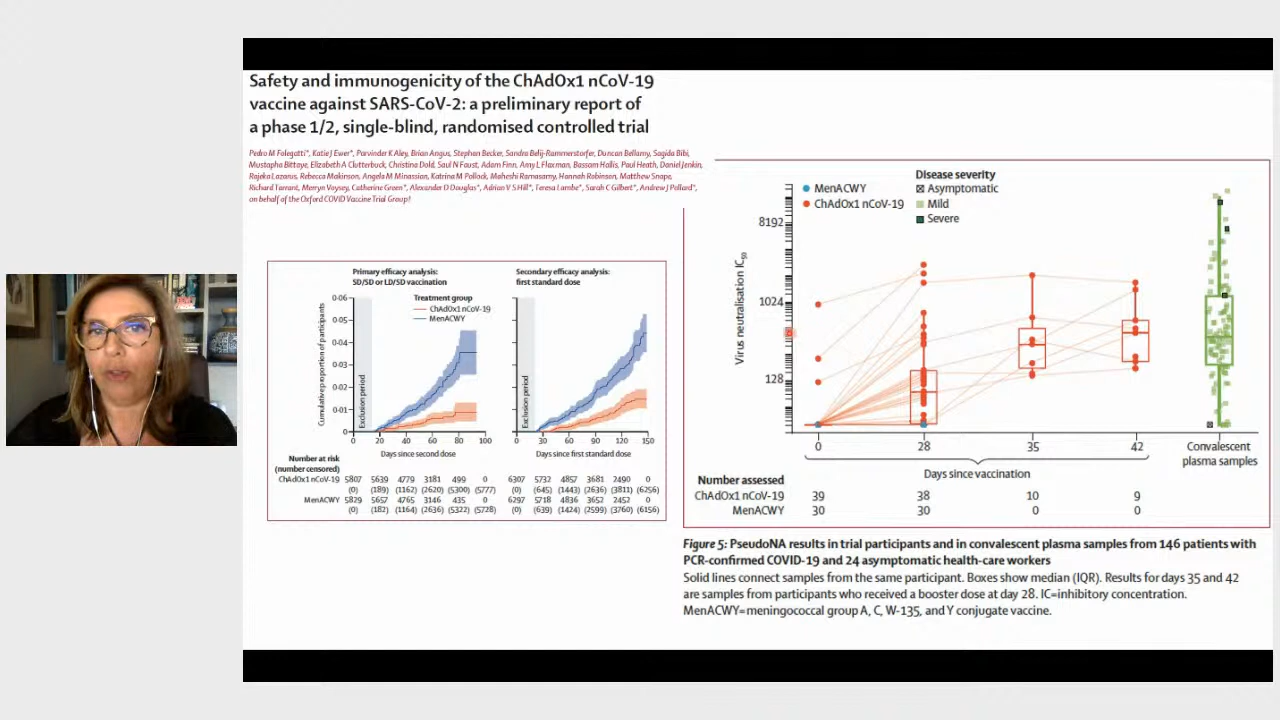 Safety and immunogenicity of the ChAdOx1 nCoV-19
vaccine against SARS-CoV-2: a preliminary report of
a phase 1/2, single-blind, randomised controlled trial
Pedro M Folegatti*, Katie J Ewer*, Parvinder K Aley, Brian Angus, Stephan Becker, Sandra Belij-Rammerstorfer, Duncan Bellamy, Sagida Bibi,
Mustapha Bittaye, Elizabeth A Clutterbuck, Christina Dold, Saul N Faust, Adam Finn, Amy L Flaxman, Bassam Hallis, Paul Heath, Daniel Jenkin,
Rajeka Lazarus, Rebecca Makinson, Angela M Minassian, Katrina M Pollock, Maheshi Ramasamy, Hannah Robinson, Matthew Snape,
Richard Tarrant, Merryn Voysey, Catherine Green*, Alexander D Douglas*, Adrian V S Hill*, Teresa Lambe*, Sarah C Gilbert*, Andrew J Pollard*,
on behalf of the Oxford COVID Vaccine Trial Group†
Primary efficacy analysis:
SD/SD or LD/SD vaccination
Secondary efficacy analysis:
first standard dose
Cumulative proportion of participants
0·06
0·05
0·04
0·03
0·02
0·01
0
Treatment group
ChAdOx1 nCoV-19
MenACWY
Exclusion period
Exclusion period
0 20 40 60 80 100
0 30 60 90 120 150
Days since second dose
Days since first standard dose
Number at risk
(number censored)
ChAdOx1 nCoV-19 5807 5639 4779 3181 499 0 6307 5732 4857 3681 2490 0
(0) (189) (1162) (2620) (5300) (5777) (0) (645) (1443) (2636) (3811) (6256)
MenACWY 5829 5657 4765 3146 435 0 6297 5718 4836 3652 2452 0
(0) (182) (1164) (2636) (5322) (5728) (0) (639) (1424) (2599) (3760) (6156)
MenACWY
ChAdOx1 nCoV-19
Disease severity
Asymptomatic
Mild
Severe
Virus neutralisation IC50
8192
1024
128
0 28 35 42
Convalescent
plasma samples
Days since vaccination
Number assessed
ChAdOx1 nCoV-19 39 38 10 9
MenACWY 30 30 0 0
Figure 5: PseudoNA results in trial participants and in convalescent plasma samples from 146 patients with
PCR-confirmed COVID-19 and 24 asymptomatic health-care workers
Solid lines connect samples from the same participant. Boxes show median (IQR). Results for days 35 and 42
are samples from participants who received a booster dose at day 28. IC=inhibitory concentration.
MenACWY=meningococcal group A, C, W-135, and Y conjugate vaccine.